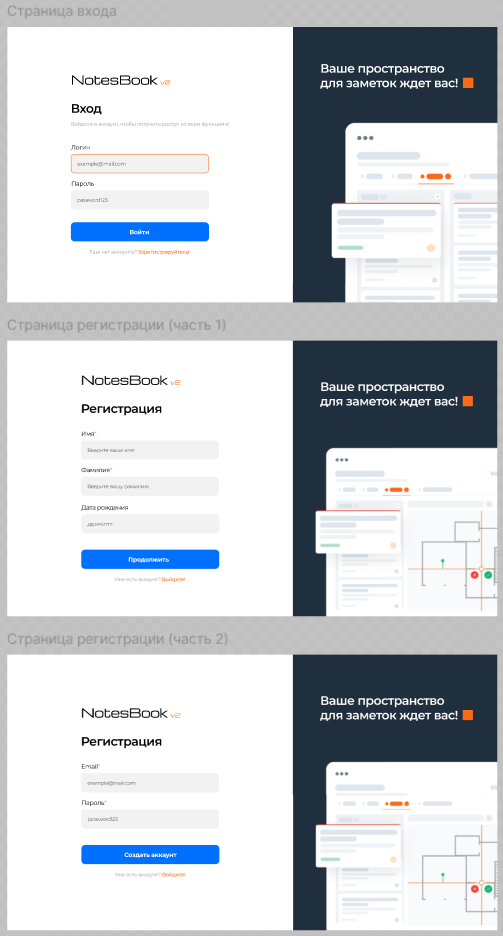 Страница входа
NotesBook v2
Вход
Войдите в аккаунт, чтобы получить доступ ко всем функциям!
Логин
example@mail.com
Пароль
password123
Войти
Еще нет аккаунта? Зарегистрируйтесь!
Ваше пространство
для заметок ждет вас!
Страница регистрации (часть 1)
NotesBook v2
Регистрация
Имя*
Введите ваше имя
Фамилия*
Введите вашу фамилию
Дата рождения
дд.мм.гггг
Продолжить
Уже есть аккаунт? Войдите!
Ваше пространство
для заметок ждет вас!
Страница регистрации (часть 2)
NotesBook v2
Регистрация
Email*
example@mail.com
Пароль*
password123
Создать аккаунт
Уже есть аккаунт? Войдите!
Ваше пространство
для заметок ждет вас!